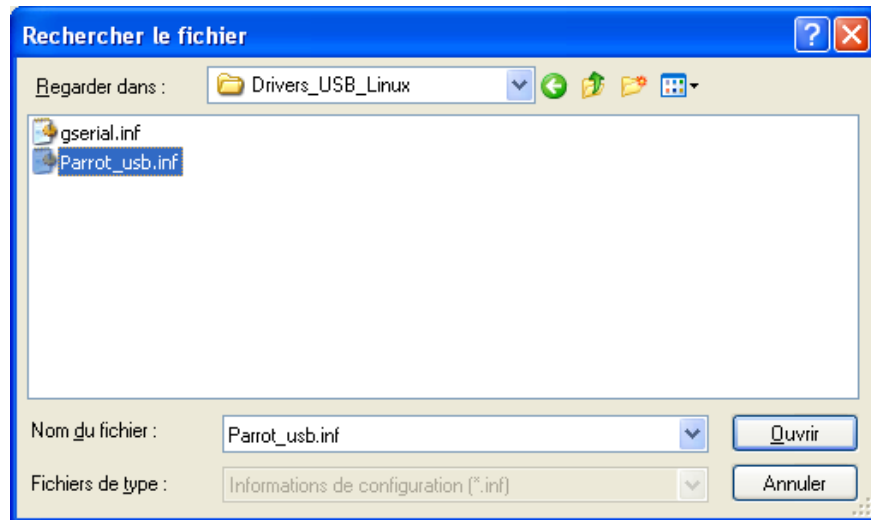 Rechercher le fichier
Regarder dans : Drivers_USB_Linux
gserial.inf
Parrot_usb.inf
Nom du fichier : Parrot_usb.inf Ouvrir
Fichiers de type : Informations de configuration (*.inf) Annuler